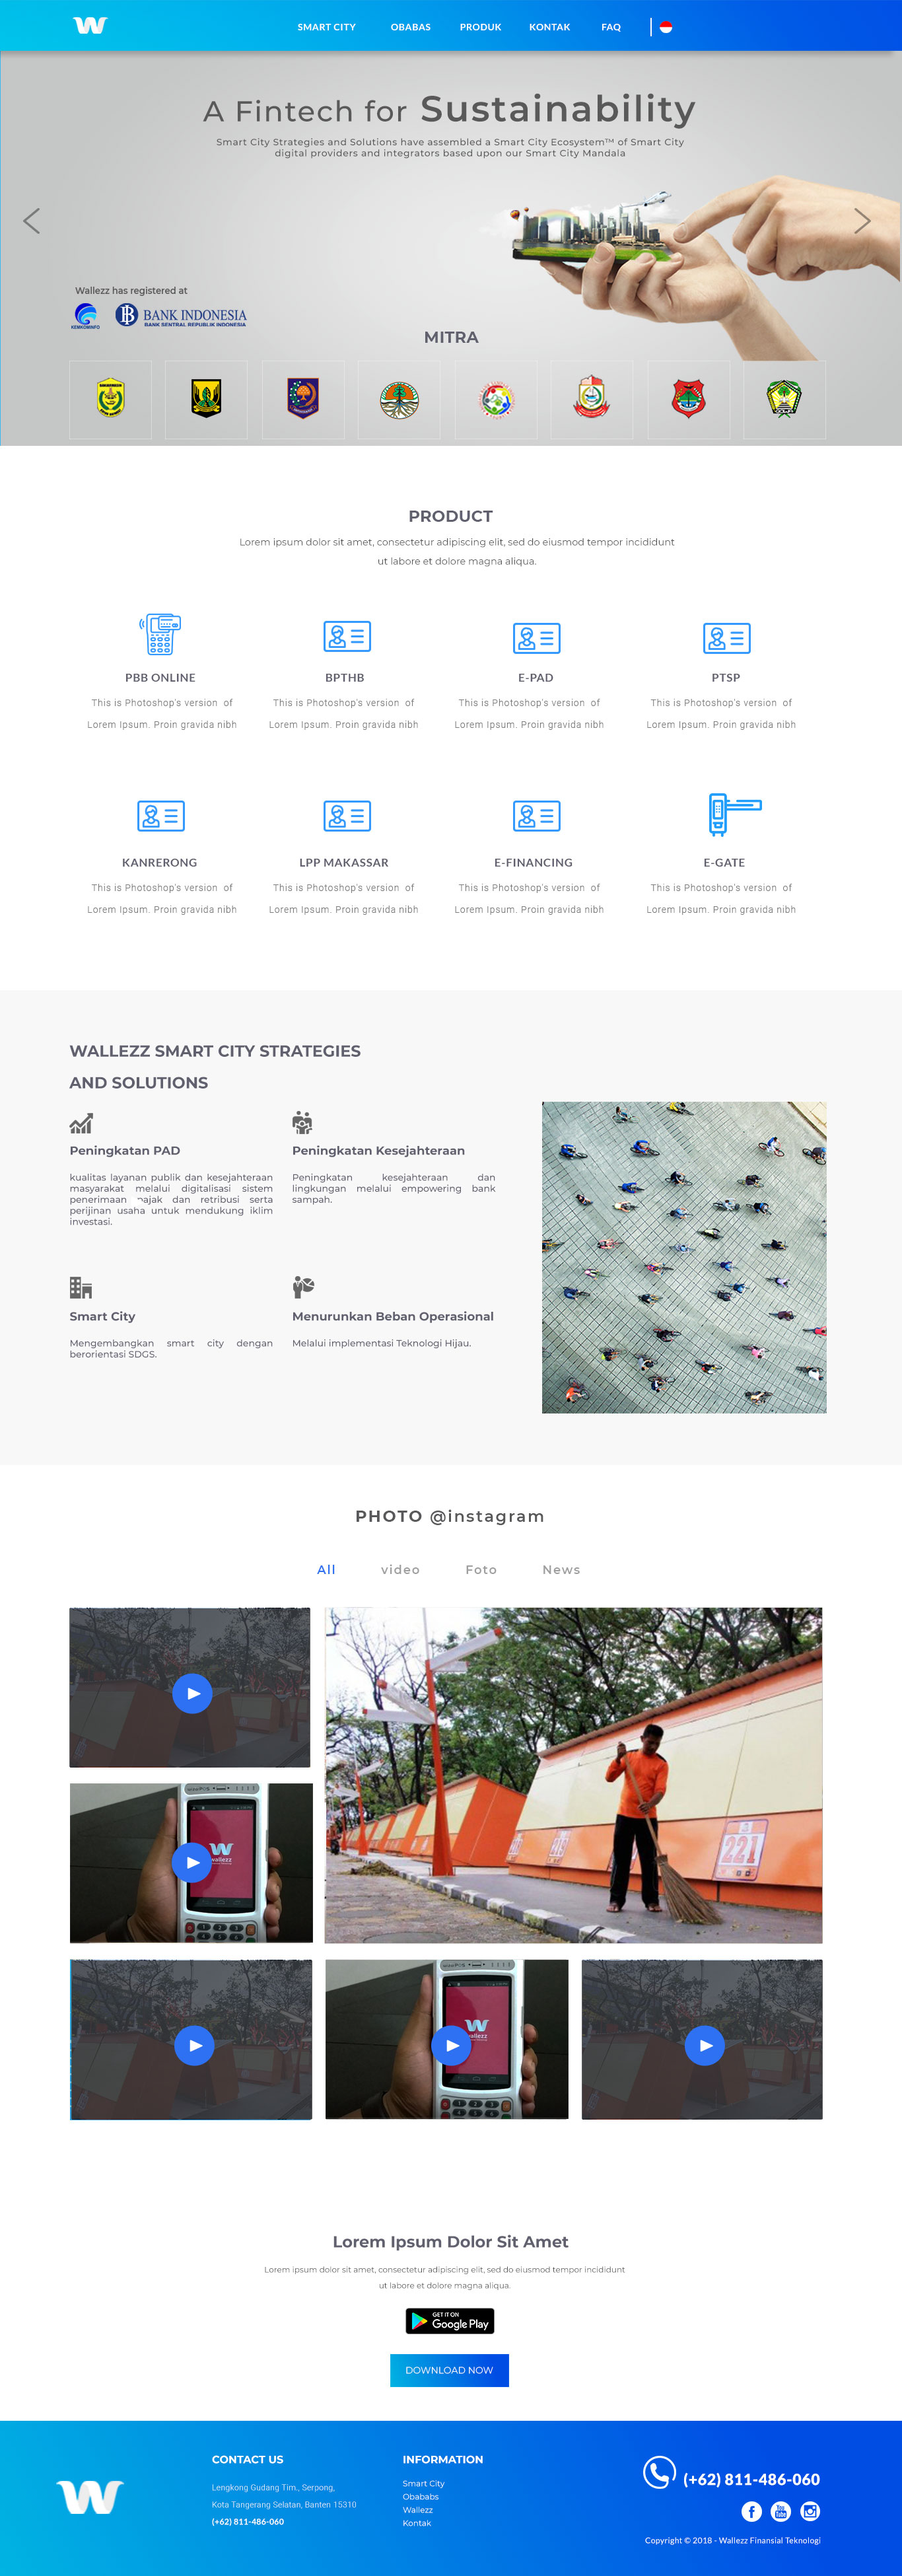 W
SMART CITY OBABAS PRODUK KONTAK FAQ
A Fintech for Sustainability
Smart City Strategies and Solutions have assembled a Smart City Ecosystem™ of Smart City
digital providers and integrators based upon our Smart City Mandala
Wallezz has registered at
KEMKOMINFO
BANK INDONESIA
BANK SENTRAL REPUBLIK INDONESIA
MITRA
PRODUCT
Lorem ipsum dolor sit amet, consectetur adipiscing elit, sed do eiusmod tempor incididunt
ut labore et dolore magna aliqua.
PBB ONLINE BPTHB E-PAD PTSP
This is Photoshop's version of This is Photoshop's version of This is Photoshop's version of This is Photoshop's version of
Lorem Ipsum. Proin gravida nibh Lorem Ipsum. Proin gravida nibh Lorem Ipsum. Proin gravida nibh Lorem Ipsum. Proin gravida nibh
KANRERONG LPP MAKASSAR E-FINANCING E-GATE
This is Photoshop's version of This is Photoshop's version of This is Photoshop's version of This is Photoshop's version of
Lorem Ipsum. Proin gravida nibh Lorem Ipsum. Proin gravida nibh Lorem Ipsum. Proin gravida nibh Lorem Ipsum. Proin gravida nibh
WALLEZZ SMART CITY STRATEGIES
AND SOLUTIONS
Peningkatan PAD
kualitas layanan publik dan kesejahteraan
masyarakat melalui digitalisasi sistem
penerimaan pajak dan retribusi serta
perijinan usaha untuk mendukung iklim
investasi.
Peningkatan Kesejahteraan
Peningkatan kesejahteraan dan
lingkungan melalui empowering bank
sampah.
Smart City
Mengembangkan smart city dengan
berorientasi SDGS.
Menurunkan Beban Operasional
Melalui implementasi Teknologi Hijau.
PHOTO @instagram
All video Foto News
221
W
wallezz
W
wallezz
Lorem Ipsum Dolor Sit Amet
Lorem ipsum dolor sit amet, consectetur adipiscing elit, sed do eiusmod tempor incididunt
ut labore et dolore magna aliqua.
GET IT ON
Google Play
DOWNLOAD NOW
W
CONTACT US
Lengkong Gudang Tim., Serpong,
Kota Tangerang Selatan, Banten 15310
(+62) 811-486-060
INFORMATION
Smart City
Obababs
Wallezz
Kontak
(+62) 811-486-060
f You Tube
Copyright © 2018 - Wallezz Finansial Teknologi